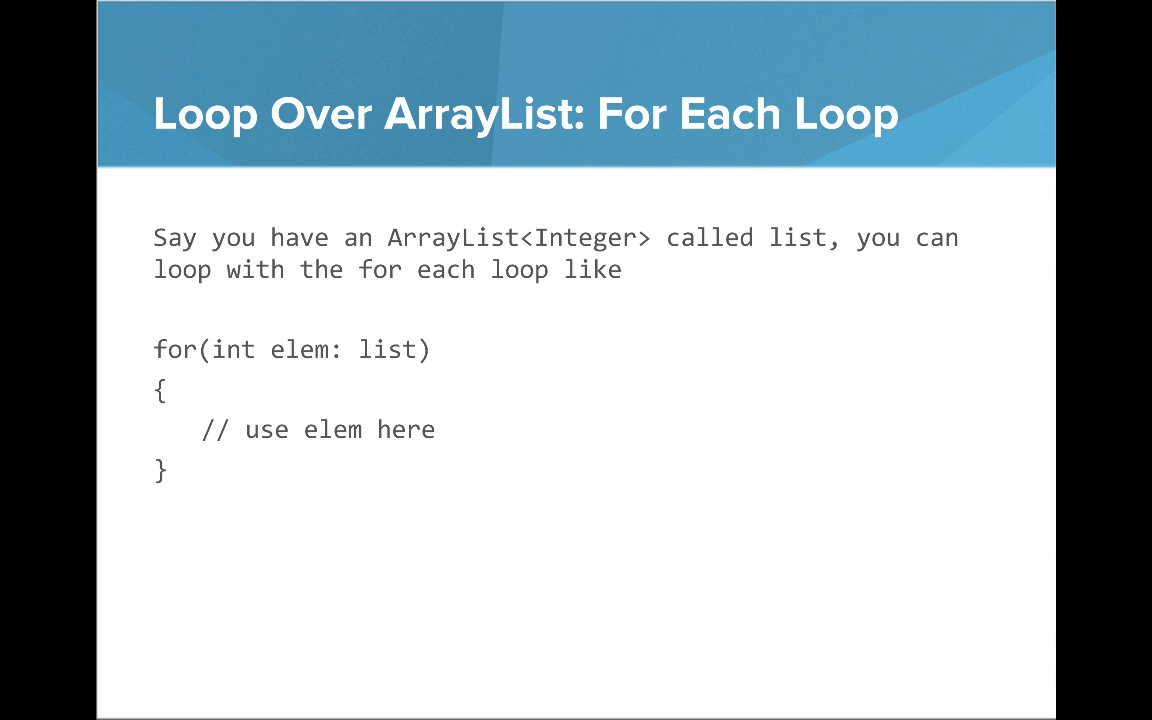 Loop Over ArrayList: For Each Loop
Say you have an ArrayList<Integer> called list, you can
loop with the for each loop like
for(int elem: list)
{
// use elem here
}